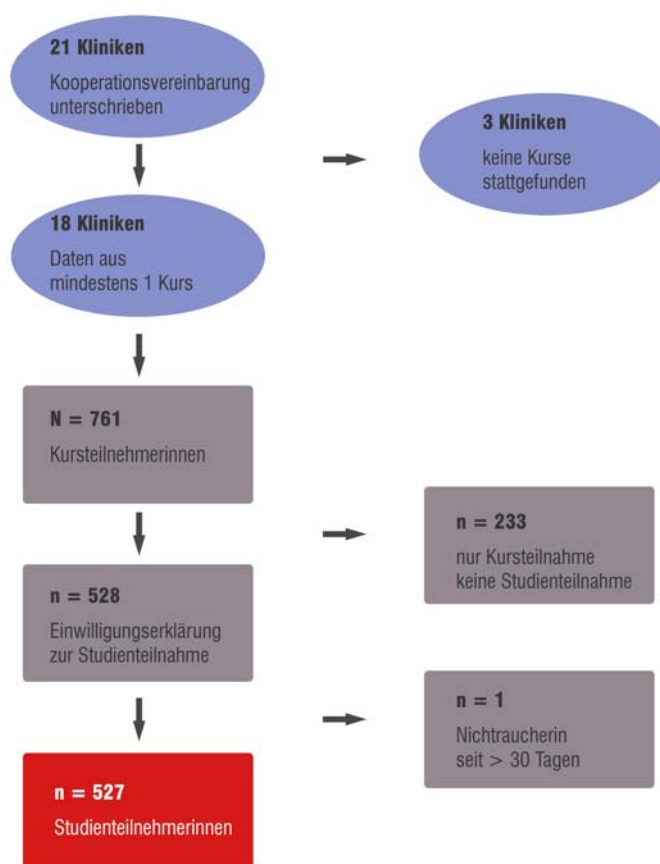 21 Kliniken
Kooperationsvereinbarung
unterschrieben
3 Kliniken
keine Kurse
stattgefunden
18 Kliniken
Daten aus
mindestens 1 Kurs
N = 761
Kursteilnehmerinnen
n = 233
nur Kursteilnahme
keine Studienteilnahme
n = 528
Einwilligungserklärung
zur Studienteilnahme
n = 1
Nichtraucherin
seit > 30 Tagen
n = 527
Studienteilnehmerinnen